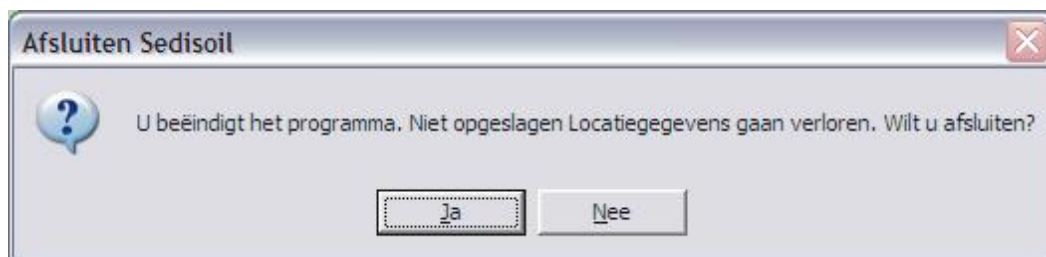 Afsluiten Sedisoil
U beëindigt het programma. Niet opgeslagen Locatiegegevens gaan verloren. Wilt u afsluiten?
Ja
Nee